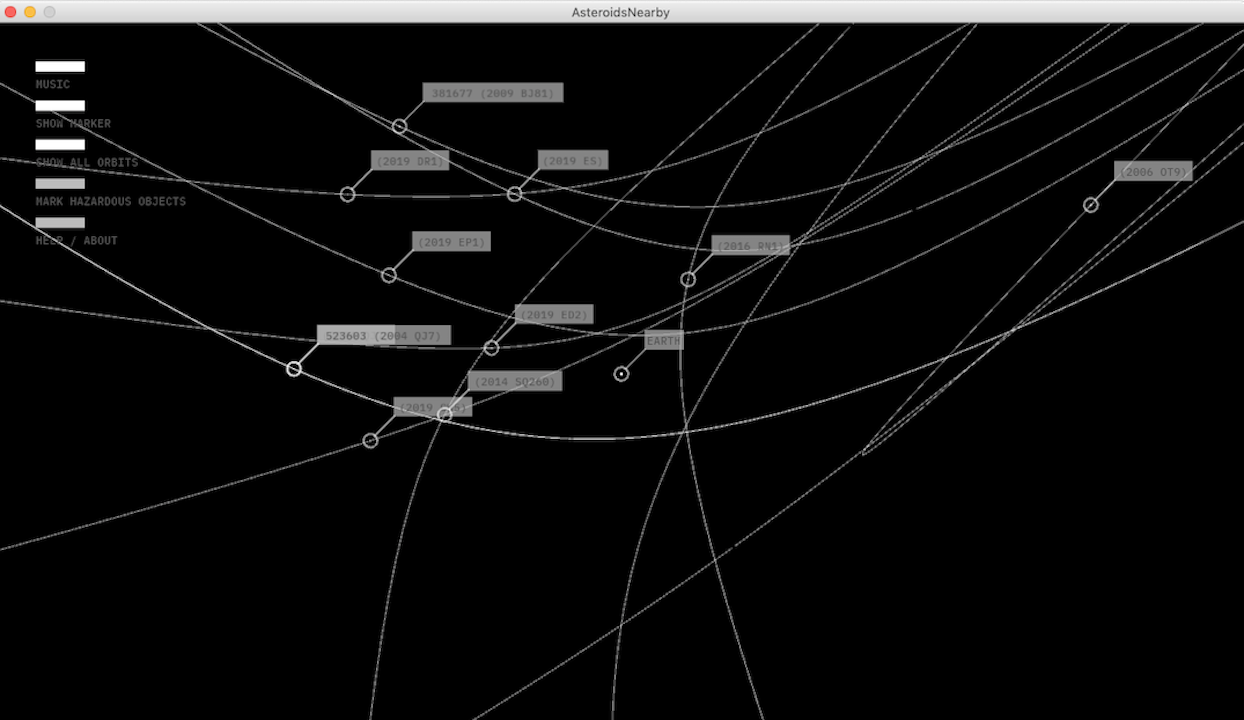 AsteroidsNearby
MUSIC
SHOW MARKER
SHOW ALL ORBITS
MARK HAZARDOUS OBJECTS
HELP / ABOUT
381677 (2009 BJ81)
(2019 DR1)
(2019 ES)
(2006 OT9)
(2019 EP1)
(2016 RN1)
(2019 ED2)
523603 (2004 QJ7)
EARTH
(2014 SQ260)
(2019